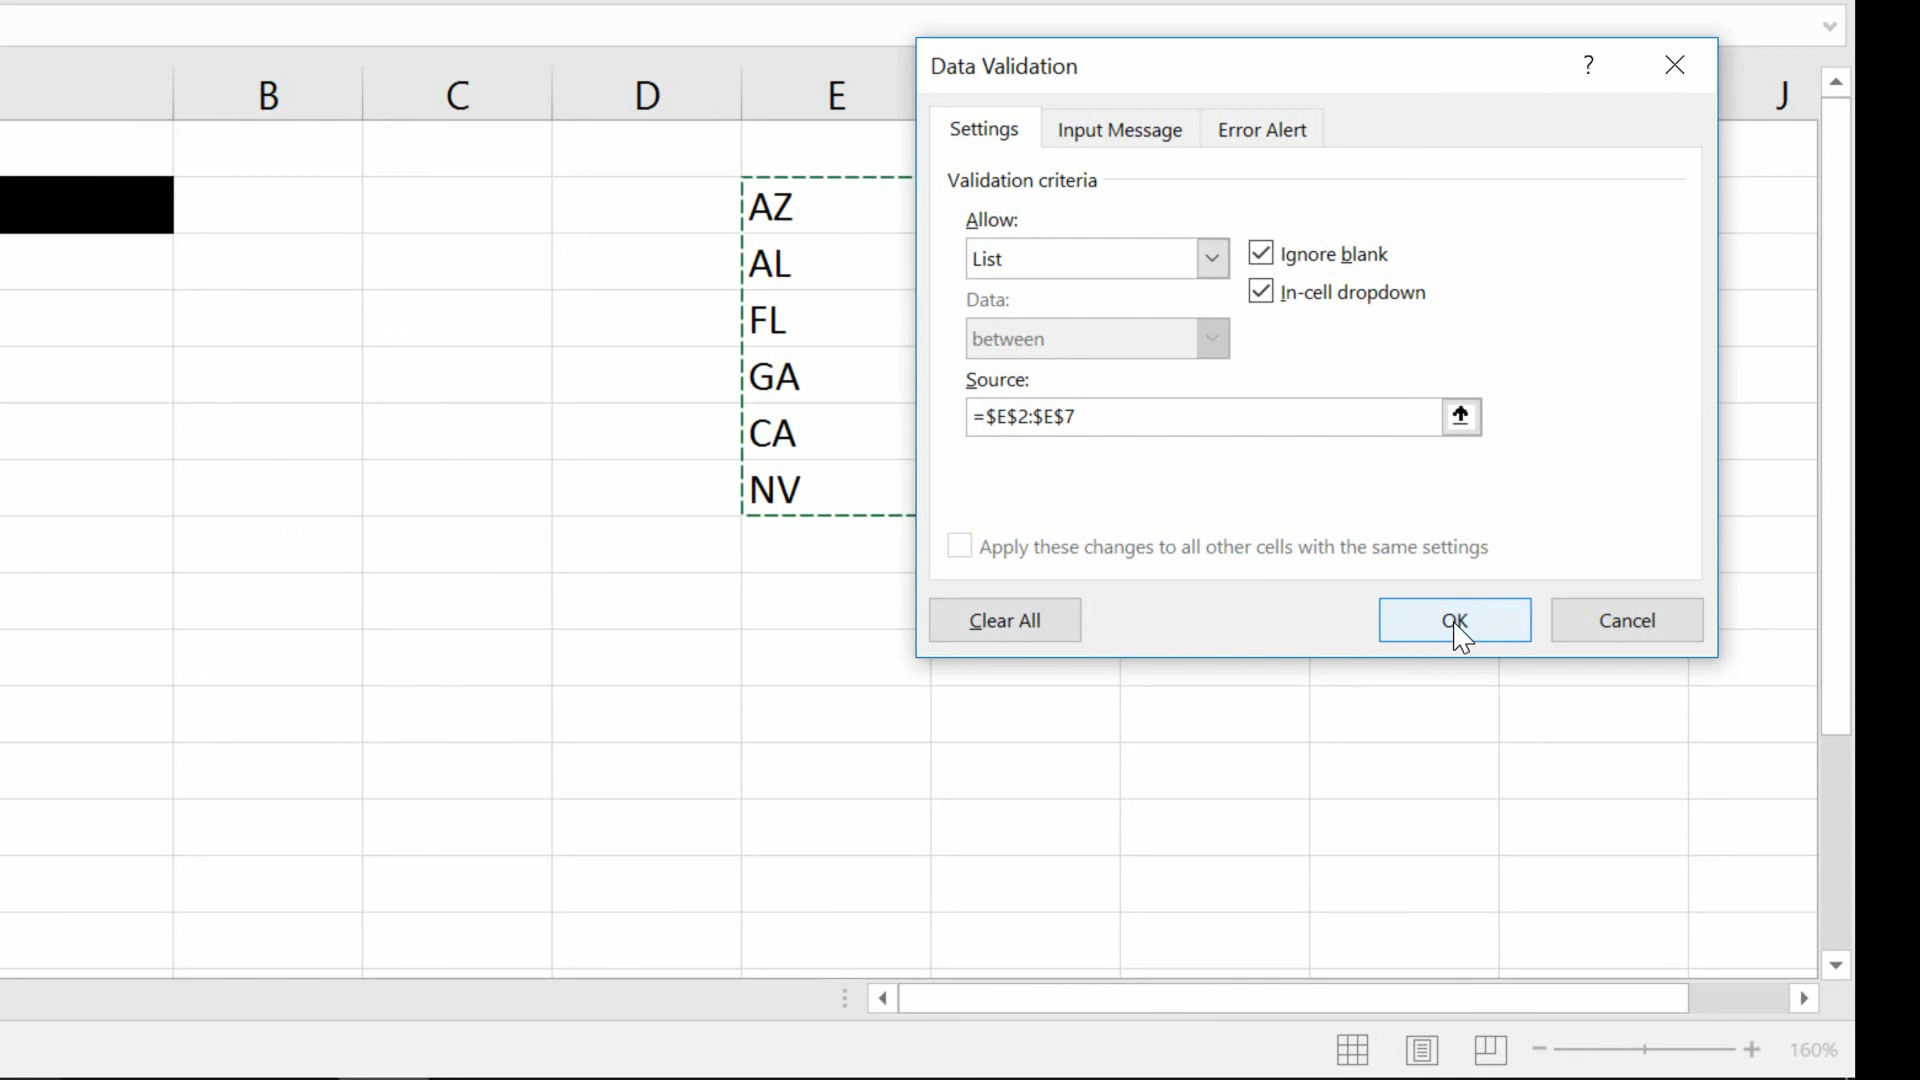 Data Validation ?
B C D E J
Settings Input Message Error Alert
Validation criteria
AZ
Allow:
List
Ignore blank
AL
In-cell dropdown
Data:
FL
between
GA
Source:
=$E$2:$E$7
CA
NV
Apply these changes to all other cells with the same settings
Clear All OK Cancel
160%